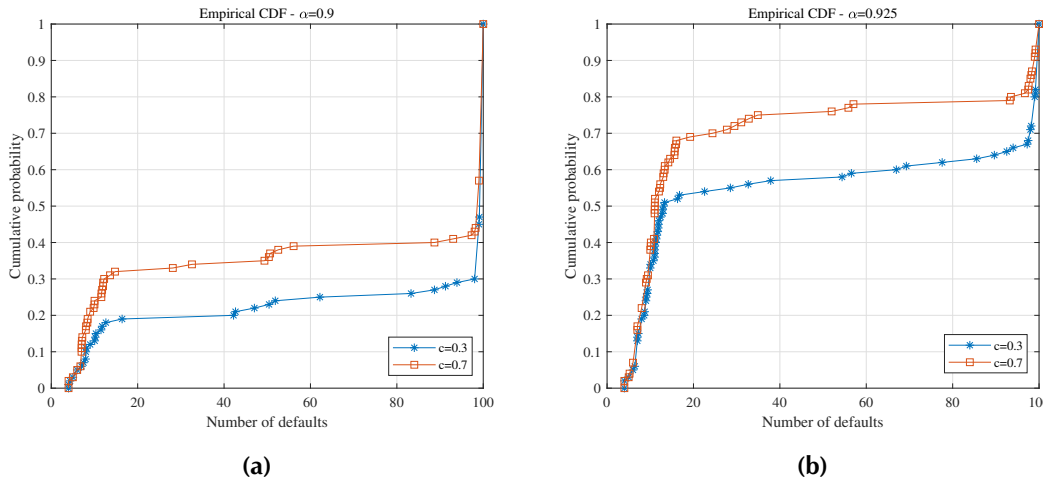 Empirical CDF - α=0.9
1
0.9
0.8
0.7
0.6
0.5
0.4
0.3
0.2
0.1
0
Cumulative probability
0 20 40 60 80 100
Number of defaults
c=0.3
c=0.7
(a)
Empirical CDF - α=0.925
1
0.9
0.8
0.7
0.6
0.5
0.4
0.3
0.2
0.1
0
Cumulative probability
0 20 40 60 80 10
Number of defaults
c=0.3
c=0.7
(b)